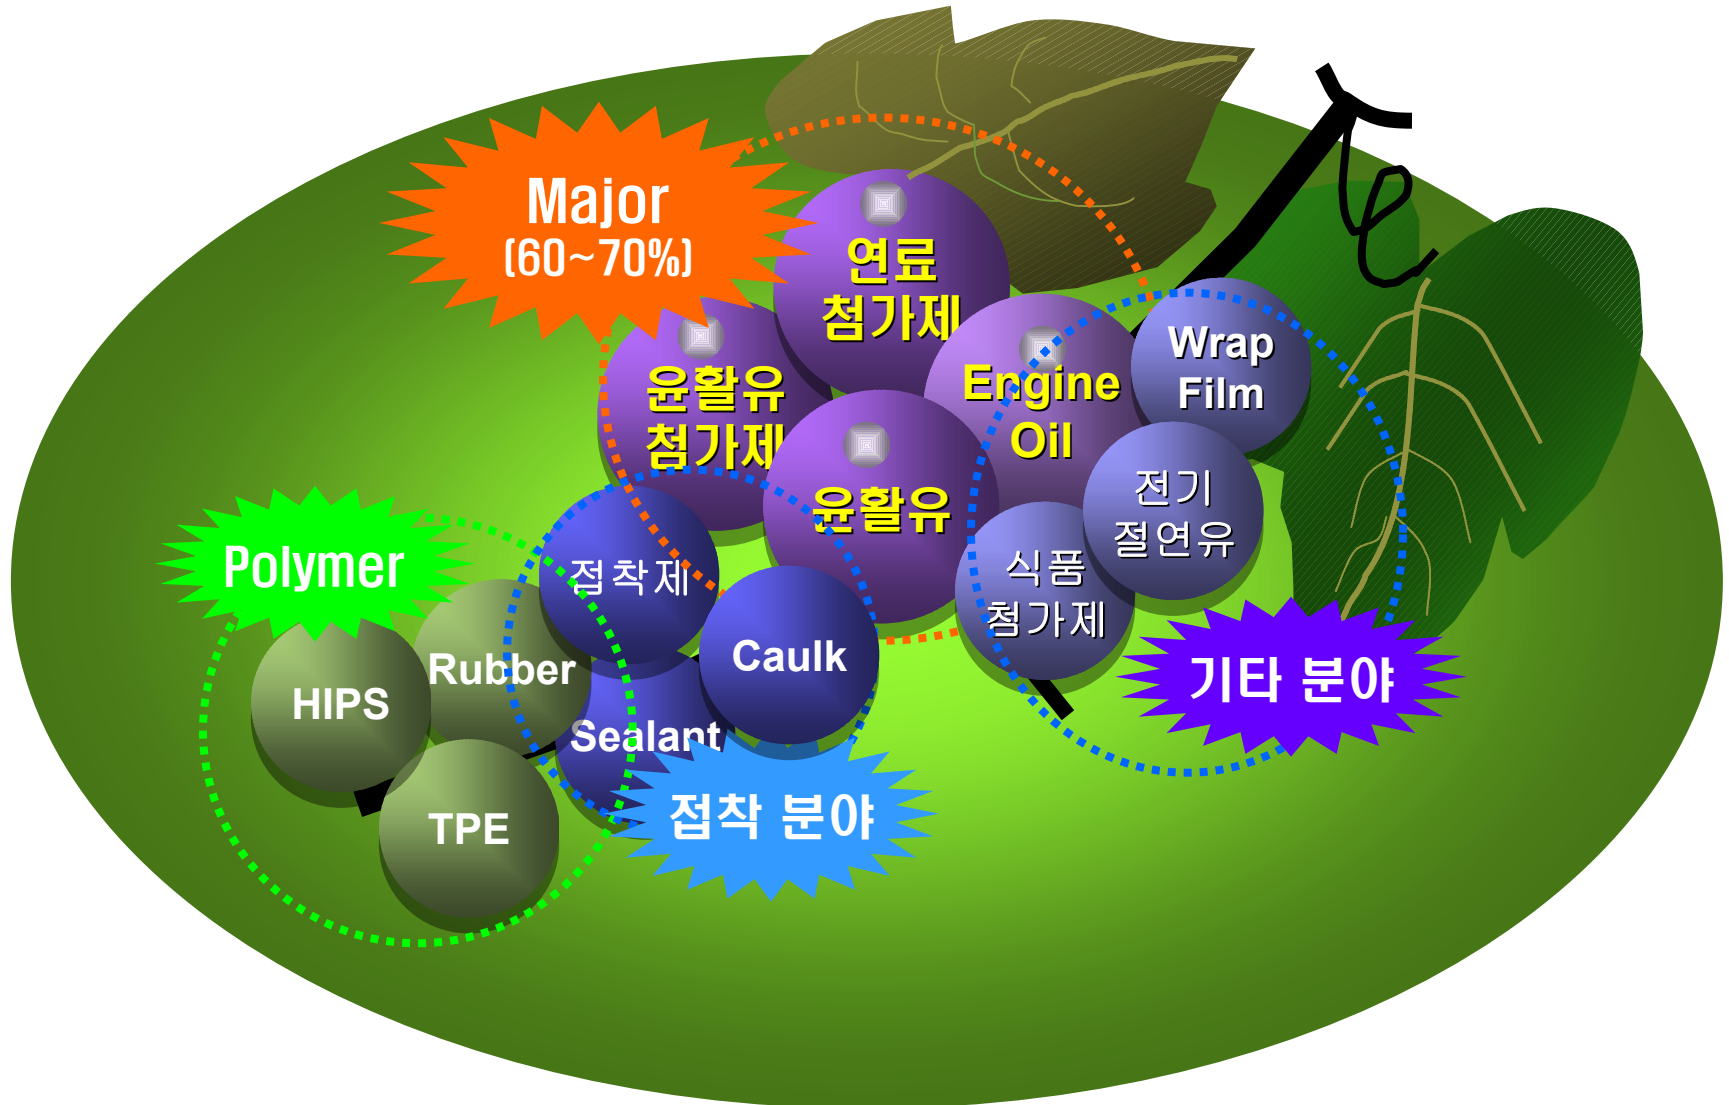 Major
(60~70%)
연료
첨가제
윤활유
첨가제
Engine
Oil
윤활유
Wrap
Film
전기
절연유
식품
첨가제
기타 분야
Polymer
HIPS
Rubber
TPE
접착제
Caulk
Sealant
접착 분야